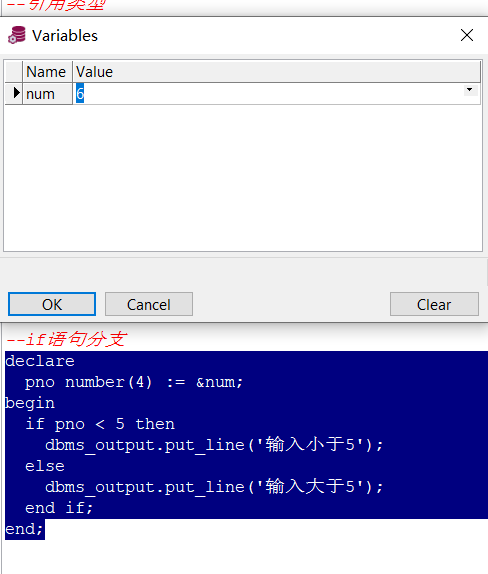 --引用类型
Variables
Name Value
num 6
OK Cancel Clear
--if语句分支
declare
pno number(4) := &num;
begin
if pno < 5 then
dbms_output.put_line('输入小于5');
else
dbms_output.put_line('输入大于5');
end if;
end;